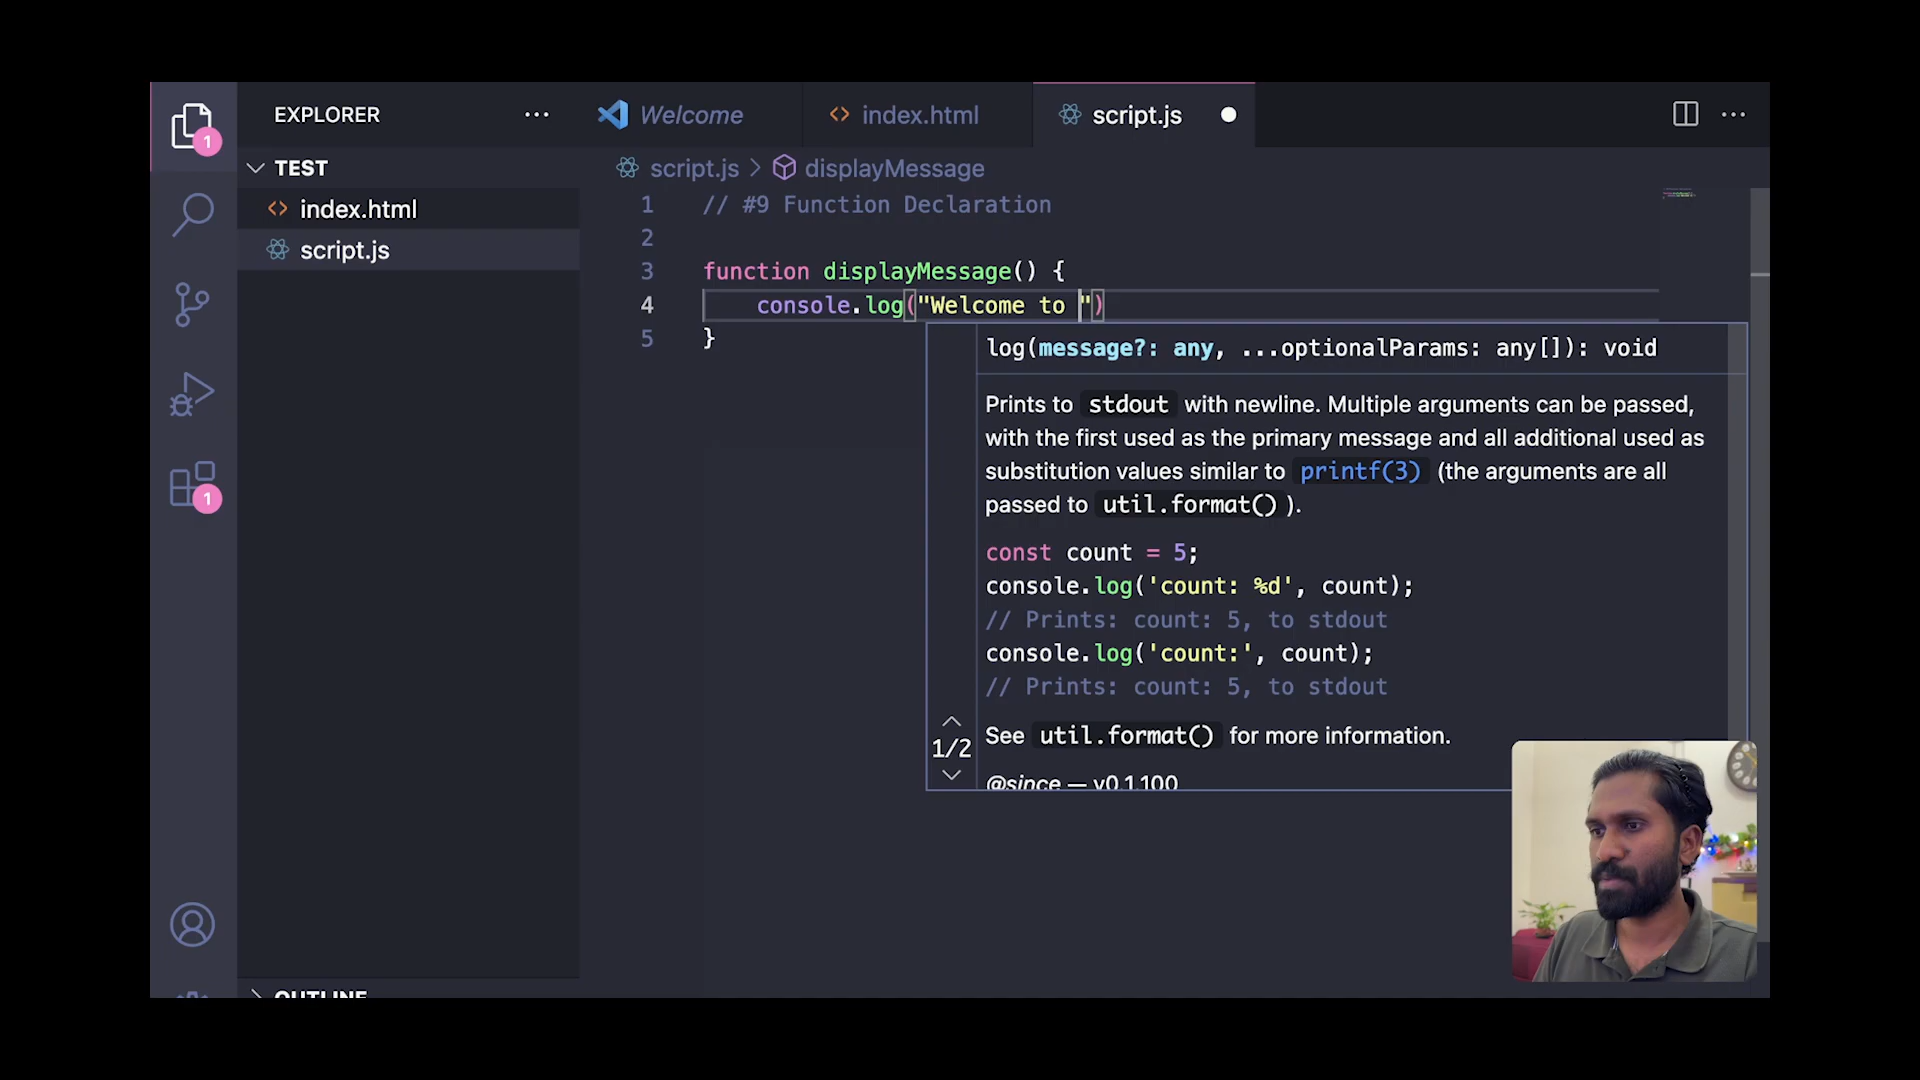 EXPLORER
Welcome
index.html
script.js
TEST
index.html
script.js
OUTLINE
1
1
script.js > displayMessage
1 // #9 Function Declaration
2
3 function displayMessage() {
4 console.log("Welcome to ")
5 }
log(message?: any, ...optionalParams: any[]): void
Prints to stdout with newline. Multiple arguments can be passed,
with the first used as the primary message and all additional used as
substitution values similar to printf(3) (the arguments are all
passed to util.format() ).
const count = 5;
console.log('count: %d', count);
// Prints: count: 5, to stdout
console.log('count:', count);
// Prints: count: 5, to stdout
1/2
See util.format() for more information.
@since — v0.1.100